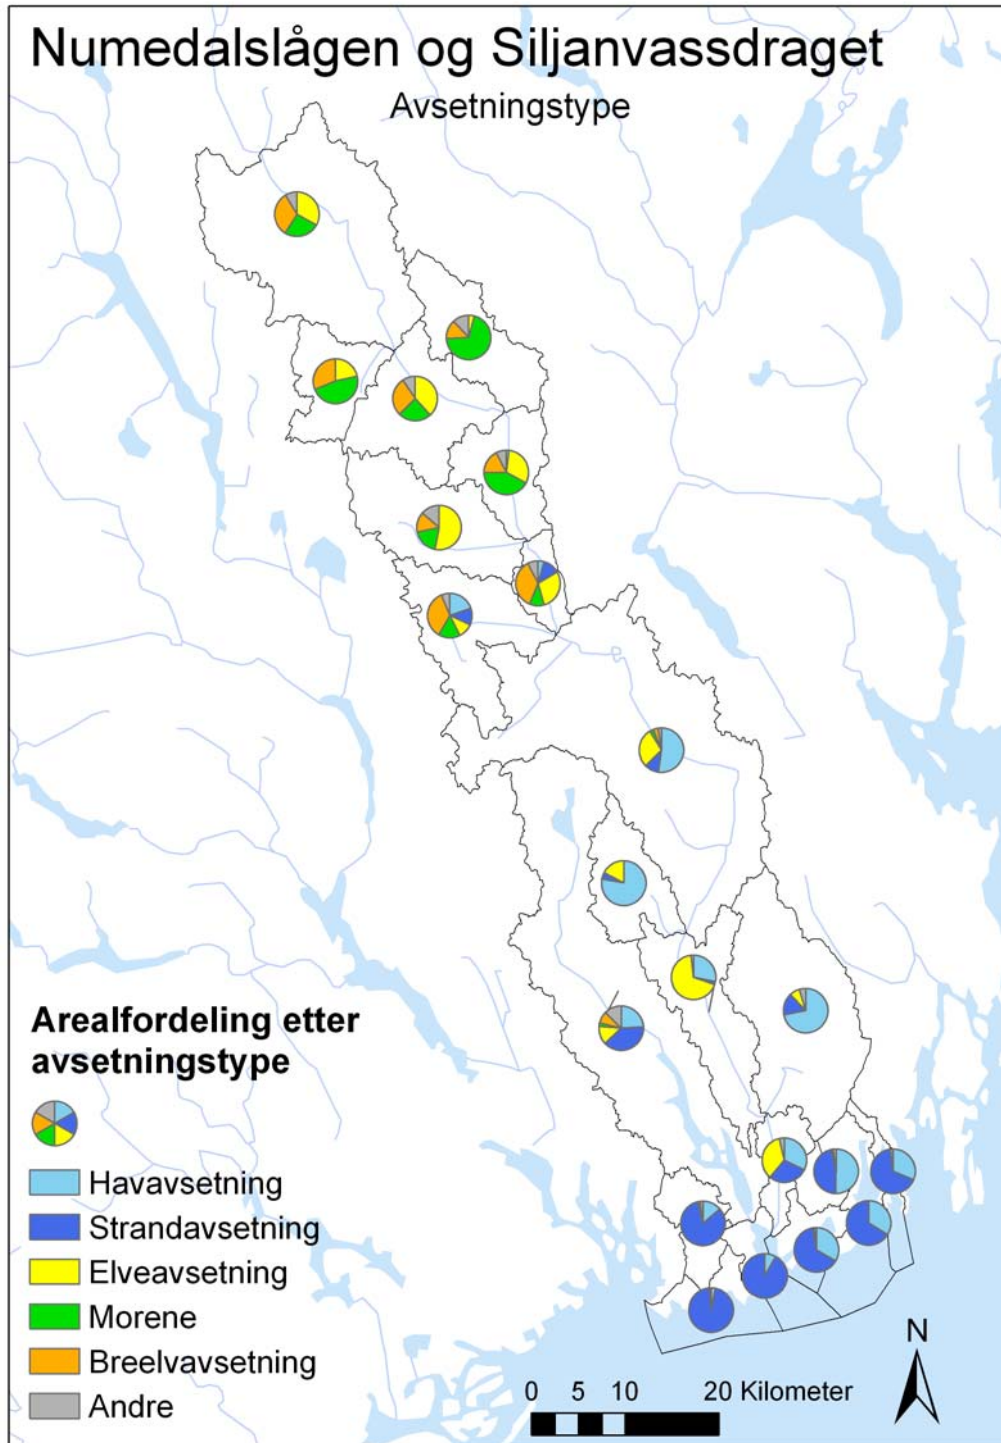 Numedalslågen og Siljanvassdraget
Avsetningstype
Arealfordeling etter
avsetningstype
Havavsetning
Strandavsetning
Elveavsetning
Morene
Breelvavsetning
Andre
N
0 5 10 20 Kilometer